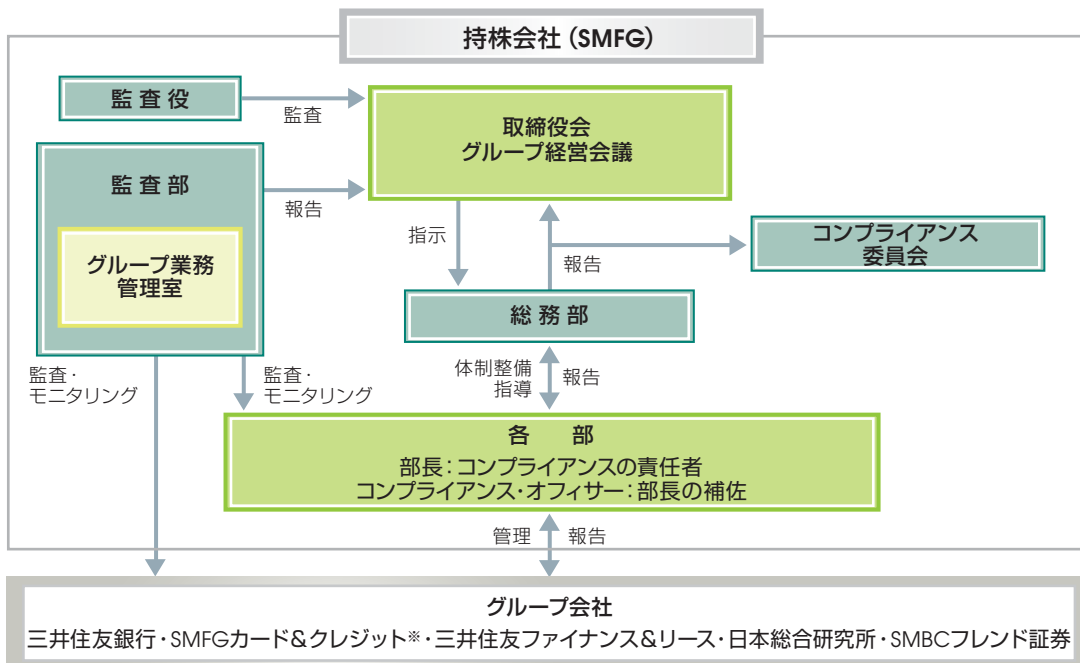 持株会社（SMFG）
監査役
監査
取締役会
グループ経営会議
監査部
報告
グループ業務
管理室
指示
報告
コンプライアンス
委員会
総務部
監査・
モニタリング
監査・
モニタリング
体制整備
指導
報告
各 部
部長：コンプライアンスの責任者
コンプライアンス・オフィサー：部長の補佐
管理
報告
グループ会社
三井住友銀行・SMFGカード&クレジット※・三井住友ファイナンス&リース・日本総合研究所・SMBCフレンド証券